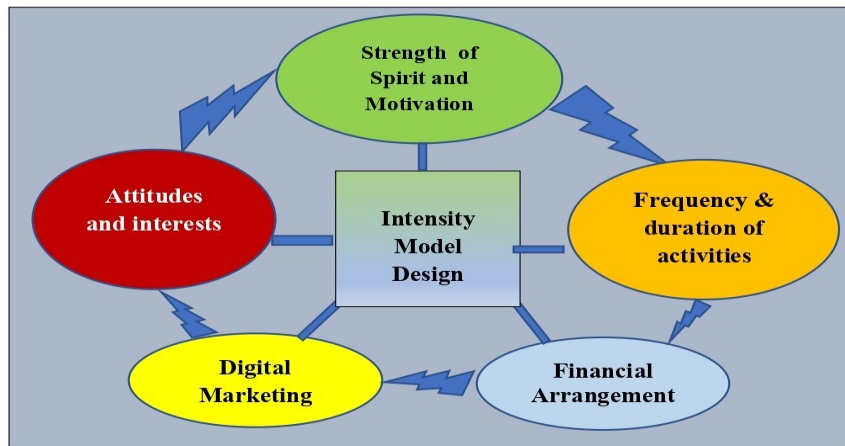 Strength of
Spirit and
Motivation
Attitudes
and interests
Intensity
Model
Design
Frequency &
duration of
activities
Digital
Marketing
Financial
Arrangement